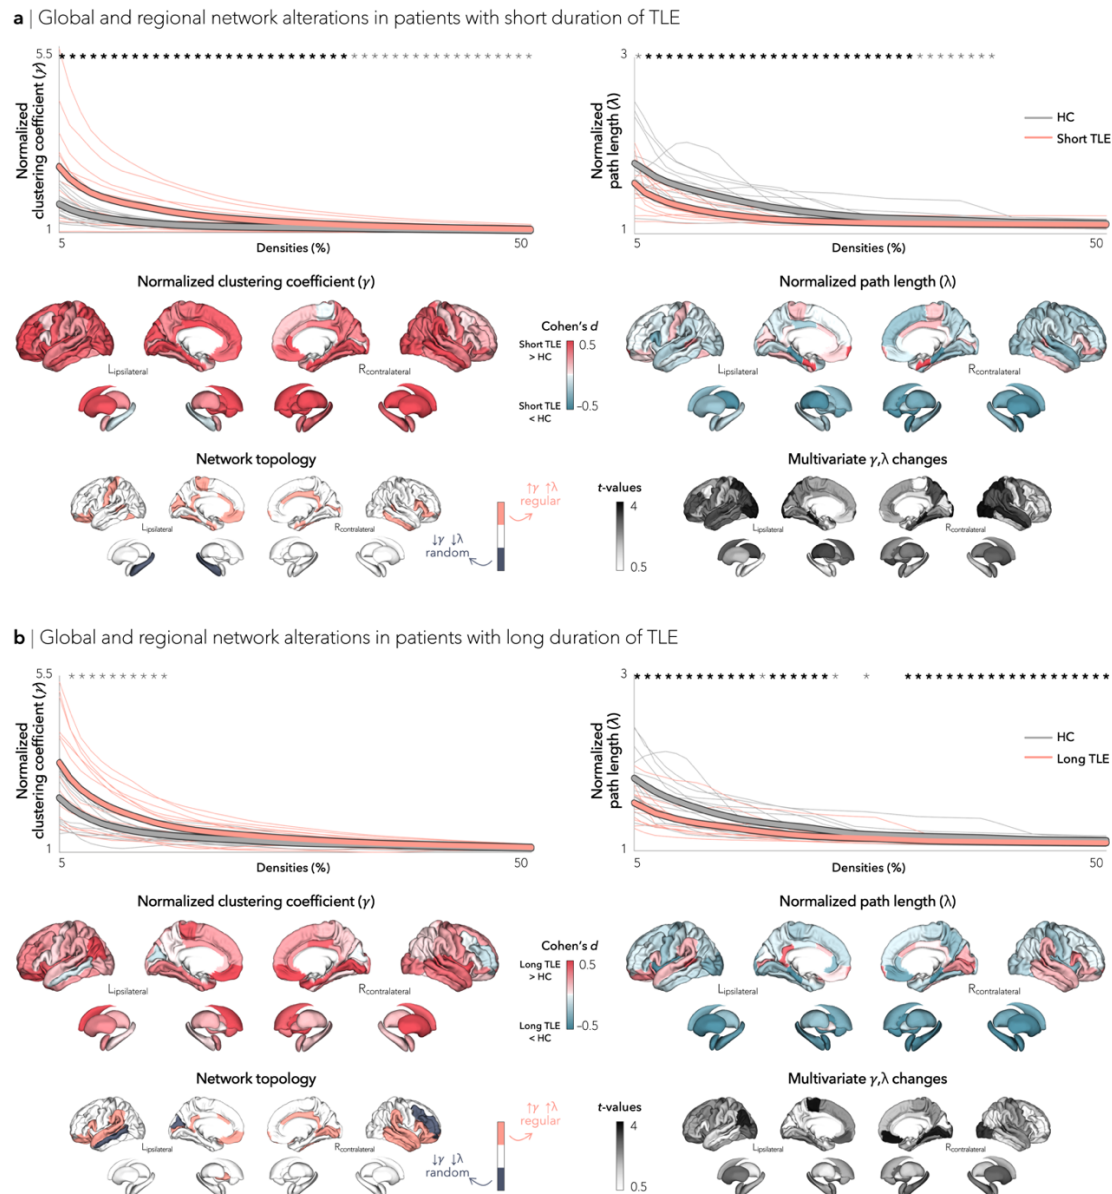 a | Global and regional network alterations in patients with short duration of TLE
5.5
Normalized
clustering coefficient (γ)
1
5
Densities (%)
50
3
Normalized
path length (λ)
HC
Short TLE
1
5
Densities (%)
50
Normalized clustering coefficient (γ)
Lipsilateral
Rcontralateral
Cohen's d
Short TLE
> HC
0.5
Short TLE
< HC
–0.5
Normalized path length (λ)
Lipsilateral
Rcontralateral
Network topology
Lipsilateral
Rcontralateral
↑γ ↑λ
regular
↓γ ↓λ
random
Multivariate γ,λ changes
t-values
4
0.5
Lipsilateral
Rcontralateral
b | Global and regional network alterations in patients with long duration of TLE
5.5
Normalized
clustering coefficient (γ)
1
5
Densities (%)
50
3
Normalized
path length (λ)
HC
Long TLE
1
5
Densities (%)
50
Normalized clustering coefficient (γ)
Lipsilateral
Rcontralateral
Cohen's d
Long TLE
> HC
0.5
Long TLE
< HC
–0.5
Normalized path length (λ)
Lipsilateral
Rcontralateral
Network topology
Lipsilateral
Rcontralateral
↑γ ↑λ
regular
↓γ ↓λ
random
Multivariate γ,λ changes
t-values
4
0.5
Lipsilateral
Rcontralateral